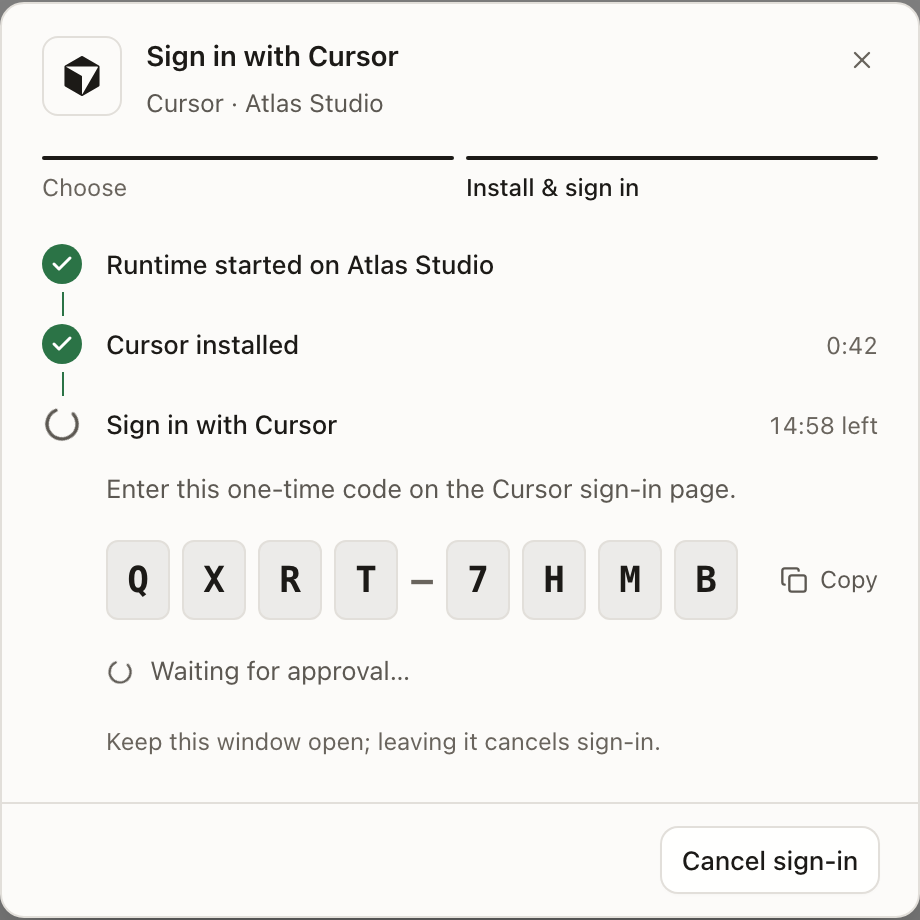 Sign in with Cursor
Cursor · Atlas Studio
Choose
Install & sign in
Runtime started on Atlas Studio
Cursor installed
0:42
Sign in with Cursor
14:58 left
Enter this one-time code on the Cursor sign-in page.
QXRT–7HMB
Copy
Waiting for approval…
Keep this window open; leaving it cancels sign-in.
Cancel sign-in